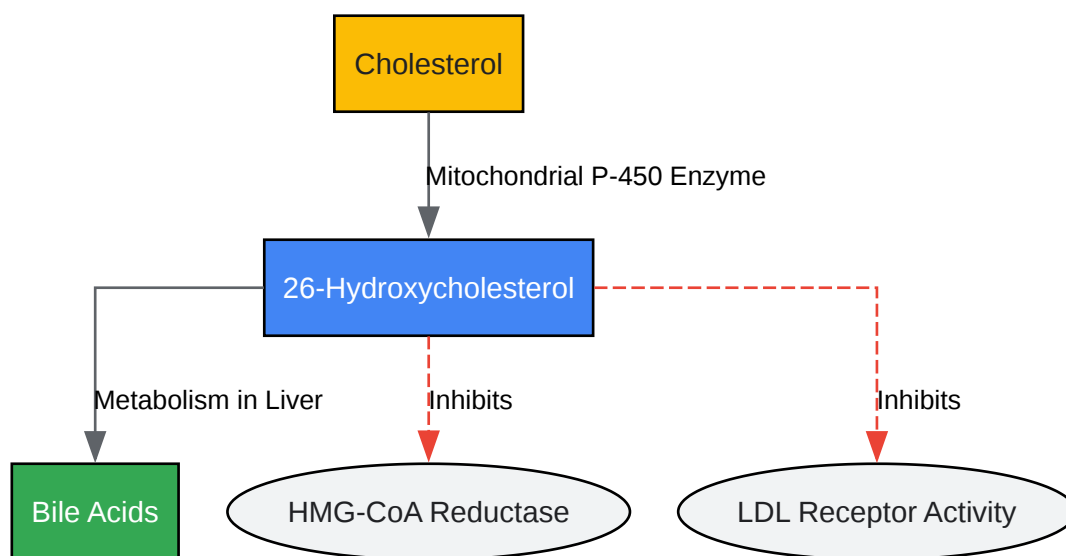 Cholesterol
Mitochondrial P-450 Enzyme
26-Hydroxycholesterol
Metabolism in Liver
Inhibits
Inhibits
Bile Acids
HMG-CoA Reductase
LDL Receptor Activity